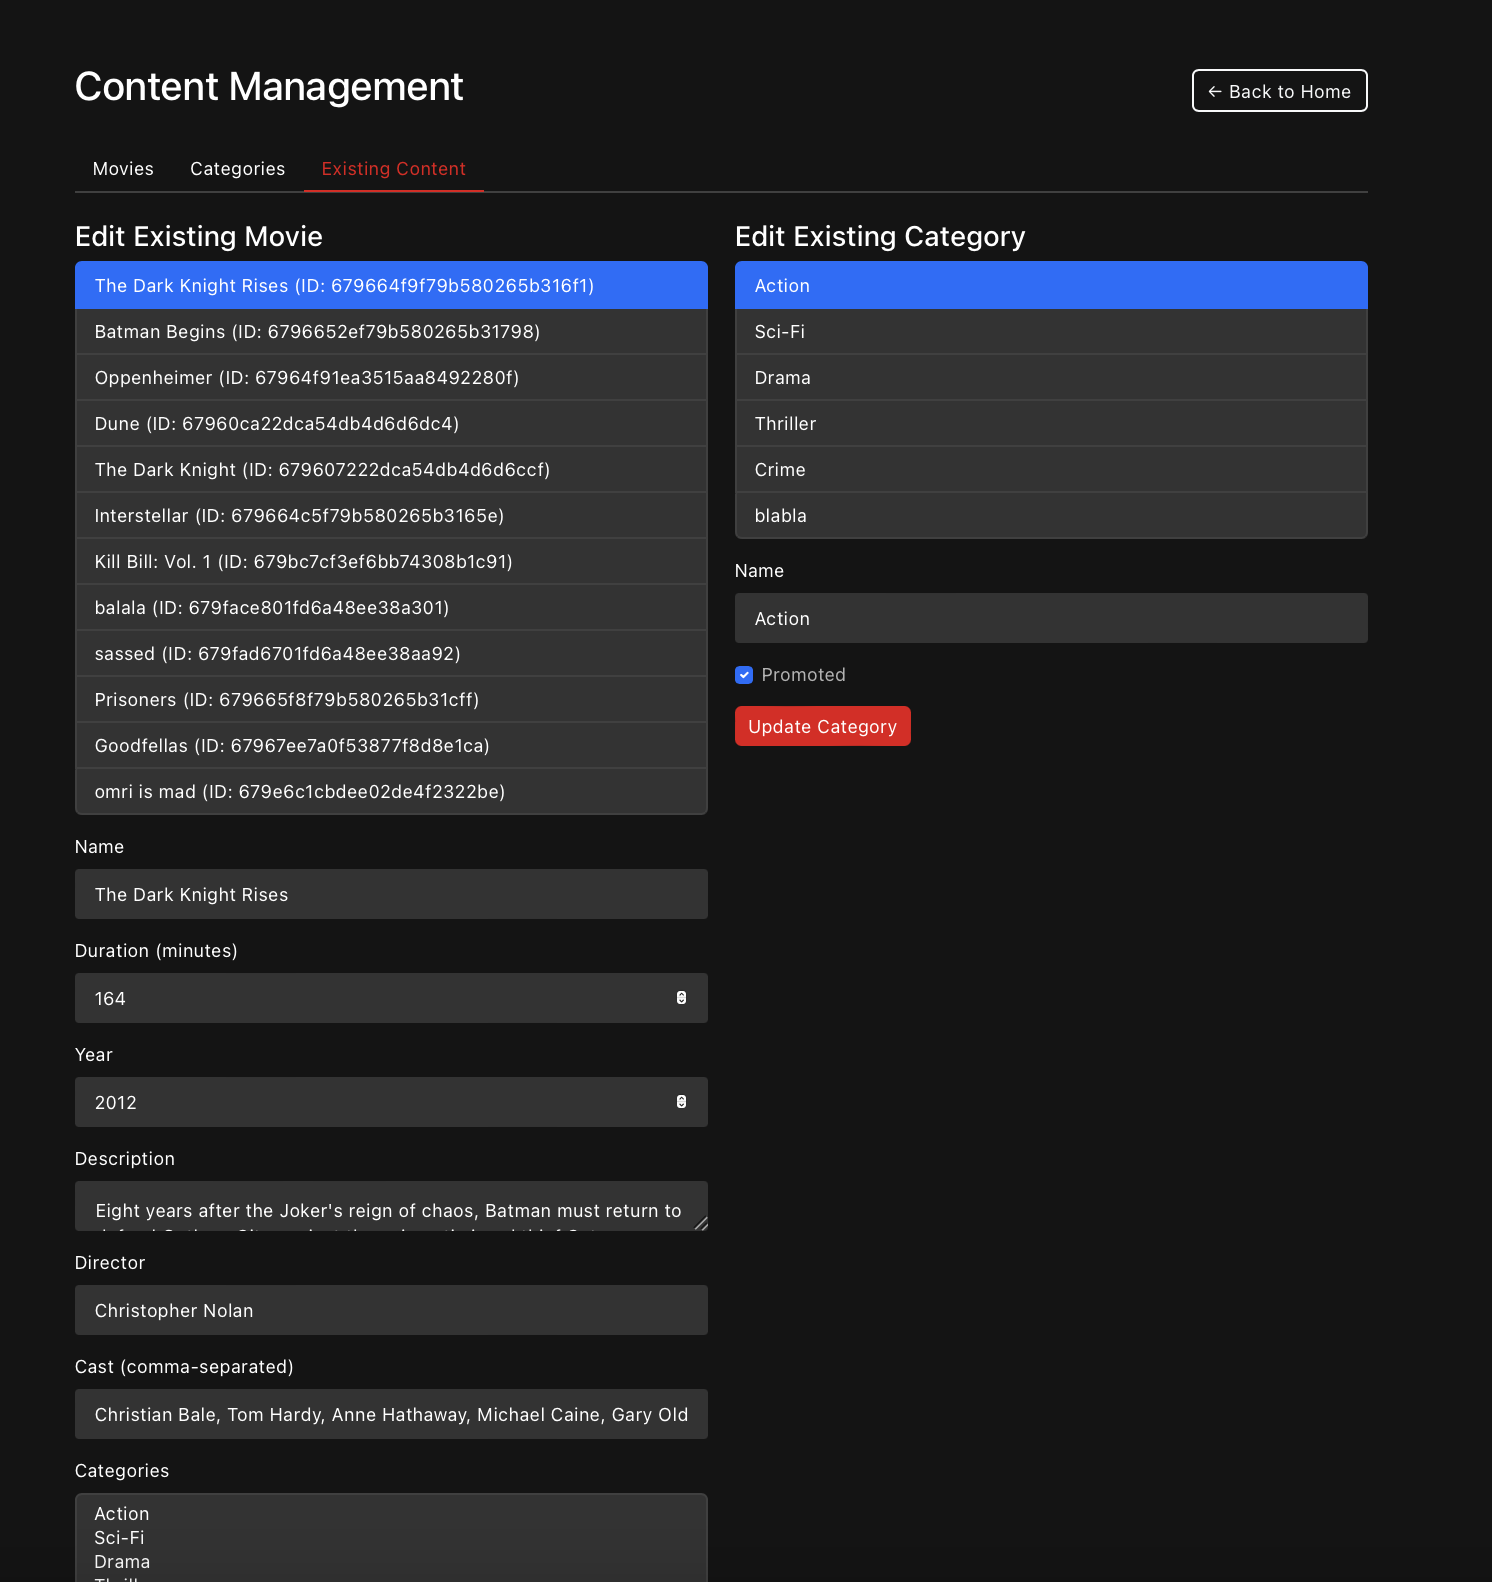 Content Management
← Back to Home
Movies
Categories
Existing Content
Edit Existing Movie
The Dark Knight Rises (ID: 679664f9f79b580265b316f1)
Batman Begins (ID: 6796652ef79b580265b31798)
Oppenheimer (ID: 67964f91ea3515aa8492280f)
Dune (ID: 67960ca22dca54db4d6d6dc4)
The Dark Knight (ID: 679607222dca54db4d6d6ccf)
Interstellar (ID: 679664c5f79b580265b3165e)
Kill Bill: Vol. 1 (ID: 679bc7cf3ef6bb74308b1c91)
balala (ID: 679face801fd6a48ee38a301)
sassed (ID: 679fad6701fd6a48ee38aa92)
Prisoners (ID: 679665f8f79b580265b31cff)
Goodfellas (ID: 67967ee7a0f53877f8d8e1ca)
omri is mad (ID: 679e6c1cbdee02de4f2322be)
Name
The Dark Knight Rises
Duration (minutes)
164
Year
2012
Description
Eight years after the Joker's reign of chaos, Batman must return to
Director
Christopher Nolan
Cast (comma-separated)
Christian Bale, Tom Hardy, Anne Hathaway, Michael Caine, Gary Old
Categories
Action
Sci-Fi
Drama
Edit Existing Category
Action
Sci-Fi
Drama
Thriller
Crime
blabla
Name
Action
Promoted
Update Category